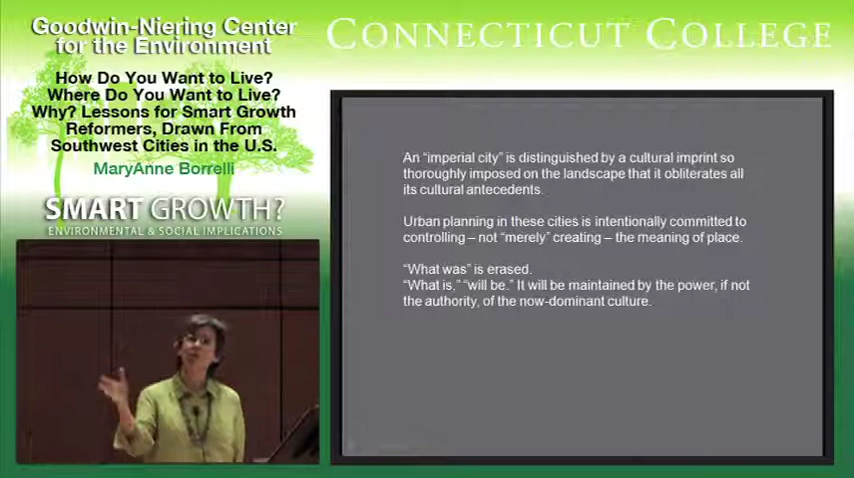 Goodwin-Niering Center
for the Environment
CONNECTICUT COLLEGE
How Do You Want to Live?
Where Do You Want to Live?
Why? Lessons for Smart Growth
Reformers, Drawn From
Southwest Cities in the U.S.
MaryAnne Borrelli
SMART GROWTH?
ENVIRONMENTAL & SOCIAL IMPLICATIONS
An “imperial city” is distinguished by a cultural imprint so
thoroughly imposed on the landscape that it obliterates all
its cultural antecedents.
Urban planning in these cities is intentionally committed to
controlling – not “merely” creating – the meaning of place.
“What was” is erased.
“What is,” “will be.” It will be maintained by the power, if not
the authority, of the now-dominant culture.